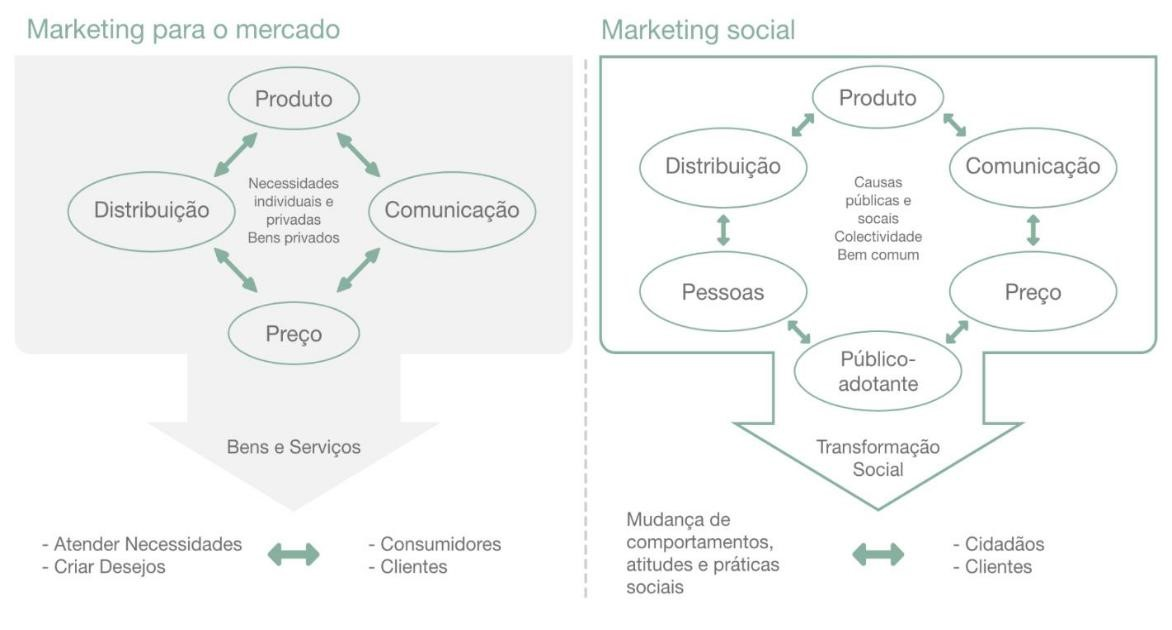 Marketing para o mercado
Produto
Distribuição
Necessidades
individuais e
privadas
Bens privados
Comunicação
Preço
Bens e Serviços
- Atender Necessidades
- Criar Desejos
- Consumidores
- Clientes
Marketing social
Produto
Distribuição
Comunicação
Causas
públicas e
socais
Colectividade
Bem comum
Pessoas
Preço
Público-
adotante
Transformação
Social
Mudança de
comportamentos,
atitudes e práticas
sociais
- Cidadãos
- Clientes